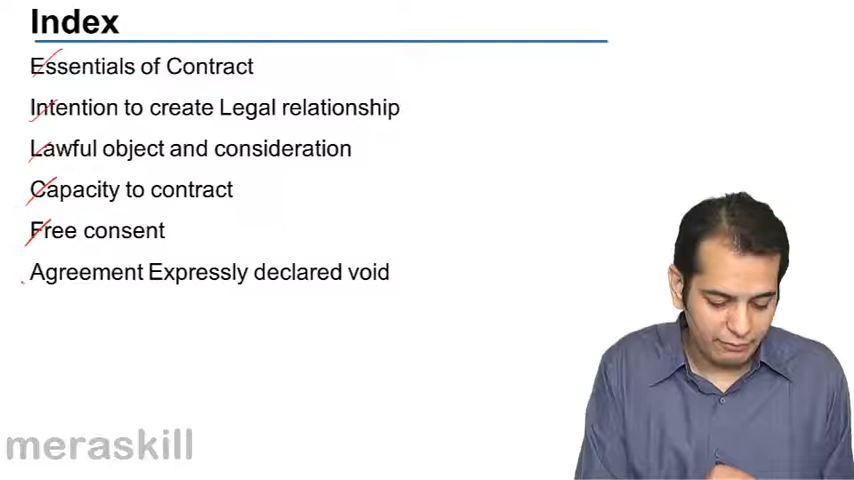 Index
Essentials of Contract
Intention to create Legal relationship
Lawful object and consideration
Capacity to contract
Free consent
Agreement Expressly declared void
meraskill